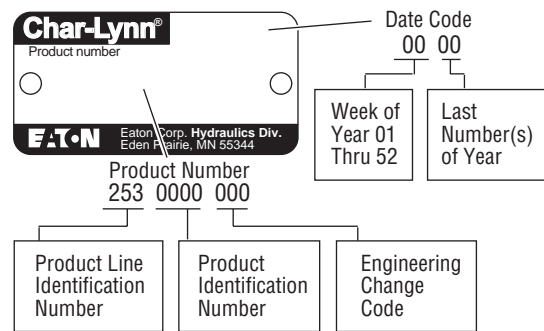 Char-Lynn®
Product number
EATON
Eaton Corp. Hydraulics Div.
Eden Prairie, MN 55344
Date Code
00 00
Week of
Year 01
Thru 52
Last
Number(s)
of Year
Product Number
253 0000 000
Product Line
Identification
Number
Product
Identification
Number
Engineering
Change
Code